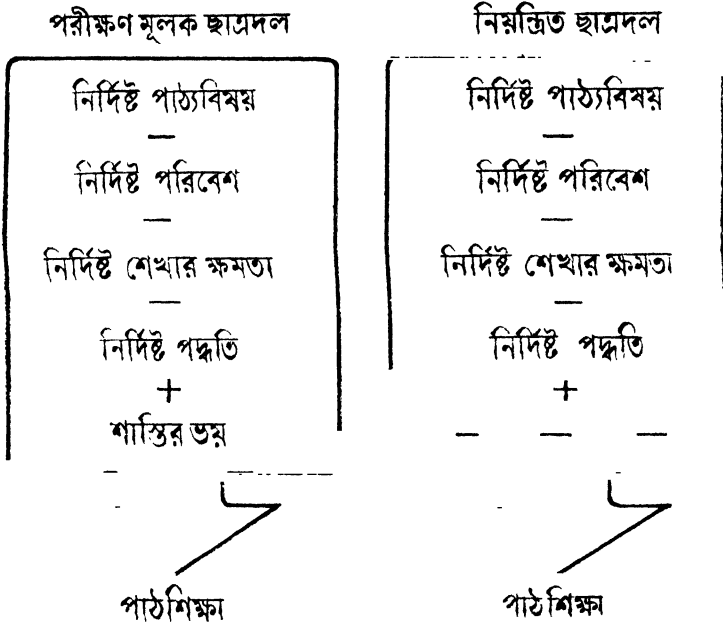 পরীক্ষণ মূলক ছাত্রদল
নির্দিষ্ট পাঠ্যবিষয়
—
নির্দিষ্ট পরিবেশ
—
নির্দিষ্ট শেখার ক্ষমতা
—
নির্দিষ্ট পদ্ধতি
+
শাস্তির ভয়
পাঠশিক্ষা
নিয়ন্ত্রিত ছাত্রদল
নির্দিষ্ট পাঠ্যবিষয়
—
নির্দিষ্ট পরিবেশ
—
নির্দিষ্ট শেখার ক্ষমতা
—
নির্দিষ্ট পদ্ধতি
+
— — —
পাঠশিক্ষা